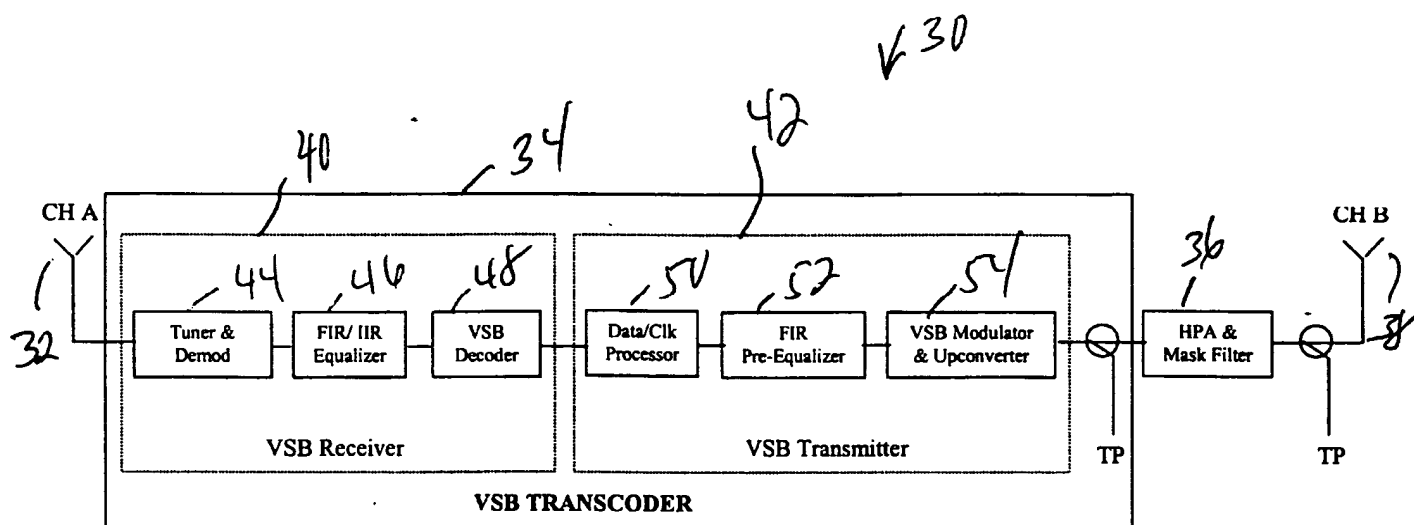 30
42
34
40
CH A
CH B
44
46
48
50
52
54
36
32
Tuner &
Demod
FIR/ IIR
Equalizer
VSB
Decoder
Data/Clk
Processor
FIR
Pre-Equalizer
VSB Modulator
& Upconverter
HPA &
Mask Filter
38
VSB Receiver
VSB Transmitter
TP
TP
VSB TRANSCODER